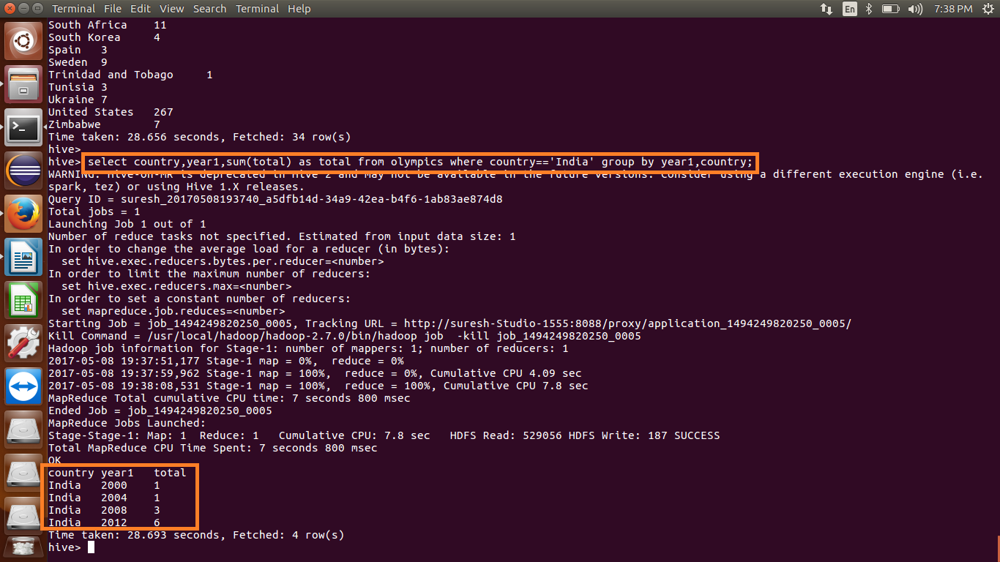 Terminal File Edit View Search Terminal Help En 7:38 PM
South Africa 11
South Korea 4
Spain 3
Sweden 9
Trinidad and Tobago 1
Tunisia 3
Ukraine 7
United States 267
Zimbabwe 7
Time taken: 28.656 seconds, Fetched: 34 row(s)
hive>
hive> select country,year1,sum(total) as total from olympics where country=='India' group by year1,country;
WARNING: Hive-on-MR is deprecated in Hive 2 and may not be available in the future versions. Consider using a different execution engine (i.e.
spark, tez) or using Hive 1.X releases.
Query ID = suresh_20170508193740_a5dfb14d-34a9-42ea-b4f6-1ab83ae874d8
Total jobs = 1
Launching Job 1 out of 1
Number of reduce tasks not specified. Estimated from input data size: 1
In order to change the average load for a reducer (in bytes):
  set hive.exec.reducers.bytes.per.reducer=<number>
In order to limit the maximum number of reducers:
  set hive.exec.reducers.max=<number>
In order to set a constant number of reducers:
  set mapreduce.job.reduces=<number>
Starting Job = job_1494249820250_0005, Tracking URL = http://suresh-Studio-1555:8088/proxy/application_1494249820250_0005/
Kill Command = /usr/local/hadoop/hadoop-2.7.0/bin/hadoop job  -kill job_1494249820250_0005
Hadoop job information for Stage-1: number of mappers: 1; number of reducers: 1
2017-05-08 19:37:51,177 Stage-1 map = 0%,  reduce = 0%
2017-05-08 19:37:59,962 Stage-1 map = 100%,  reduce = 0%, Cumulative CPU 4.09 sec
2017-05-08 19:38:08,531 Stage-1 map = 100%,  reduce = 100%, Cumulative CPU 7.8 sec
MapReduce Total cumulative CPU time: 7 seconds 800 msec
Ended Job = job_1494249820250_0005
MapReduce Jobs Launched:
Stage-Stage-1: Map: 1  Reduce: 1   Cumulative CPU: 7.8 sec   HDFS Read: 529056 HDFS Write: 187 SUCCESS
Total MapReduce CPU Time Spent: 7 seconds 800 msec
OK
country year1 total
India 2000 1
India 2004 1
India 2008 3
India 2012 6
Time taken: 28.693 seconds, Fetched: 4 row(s)
hive>